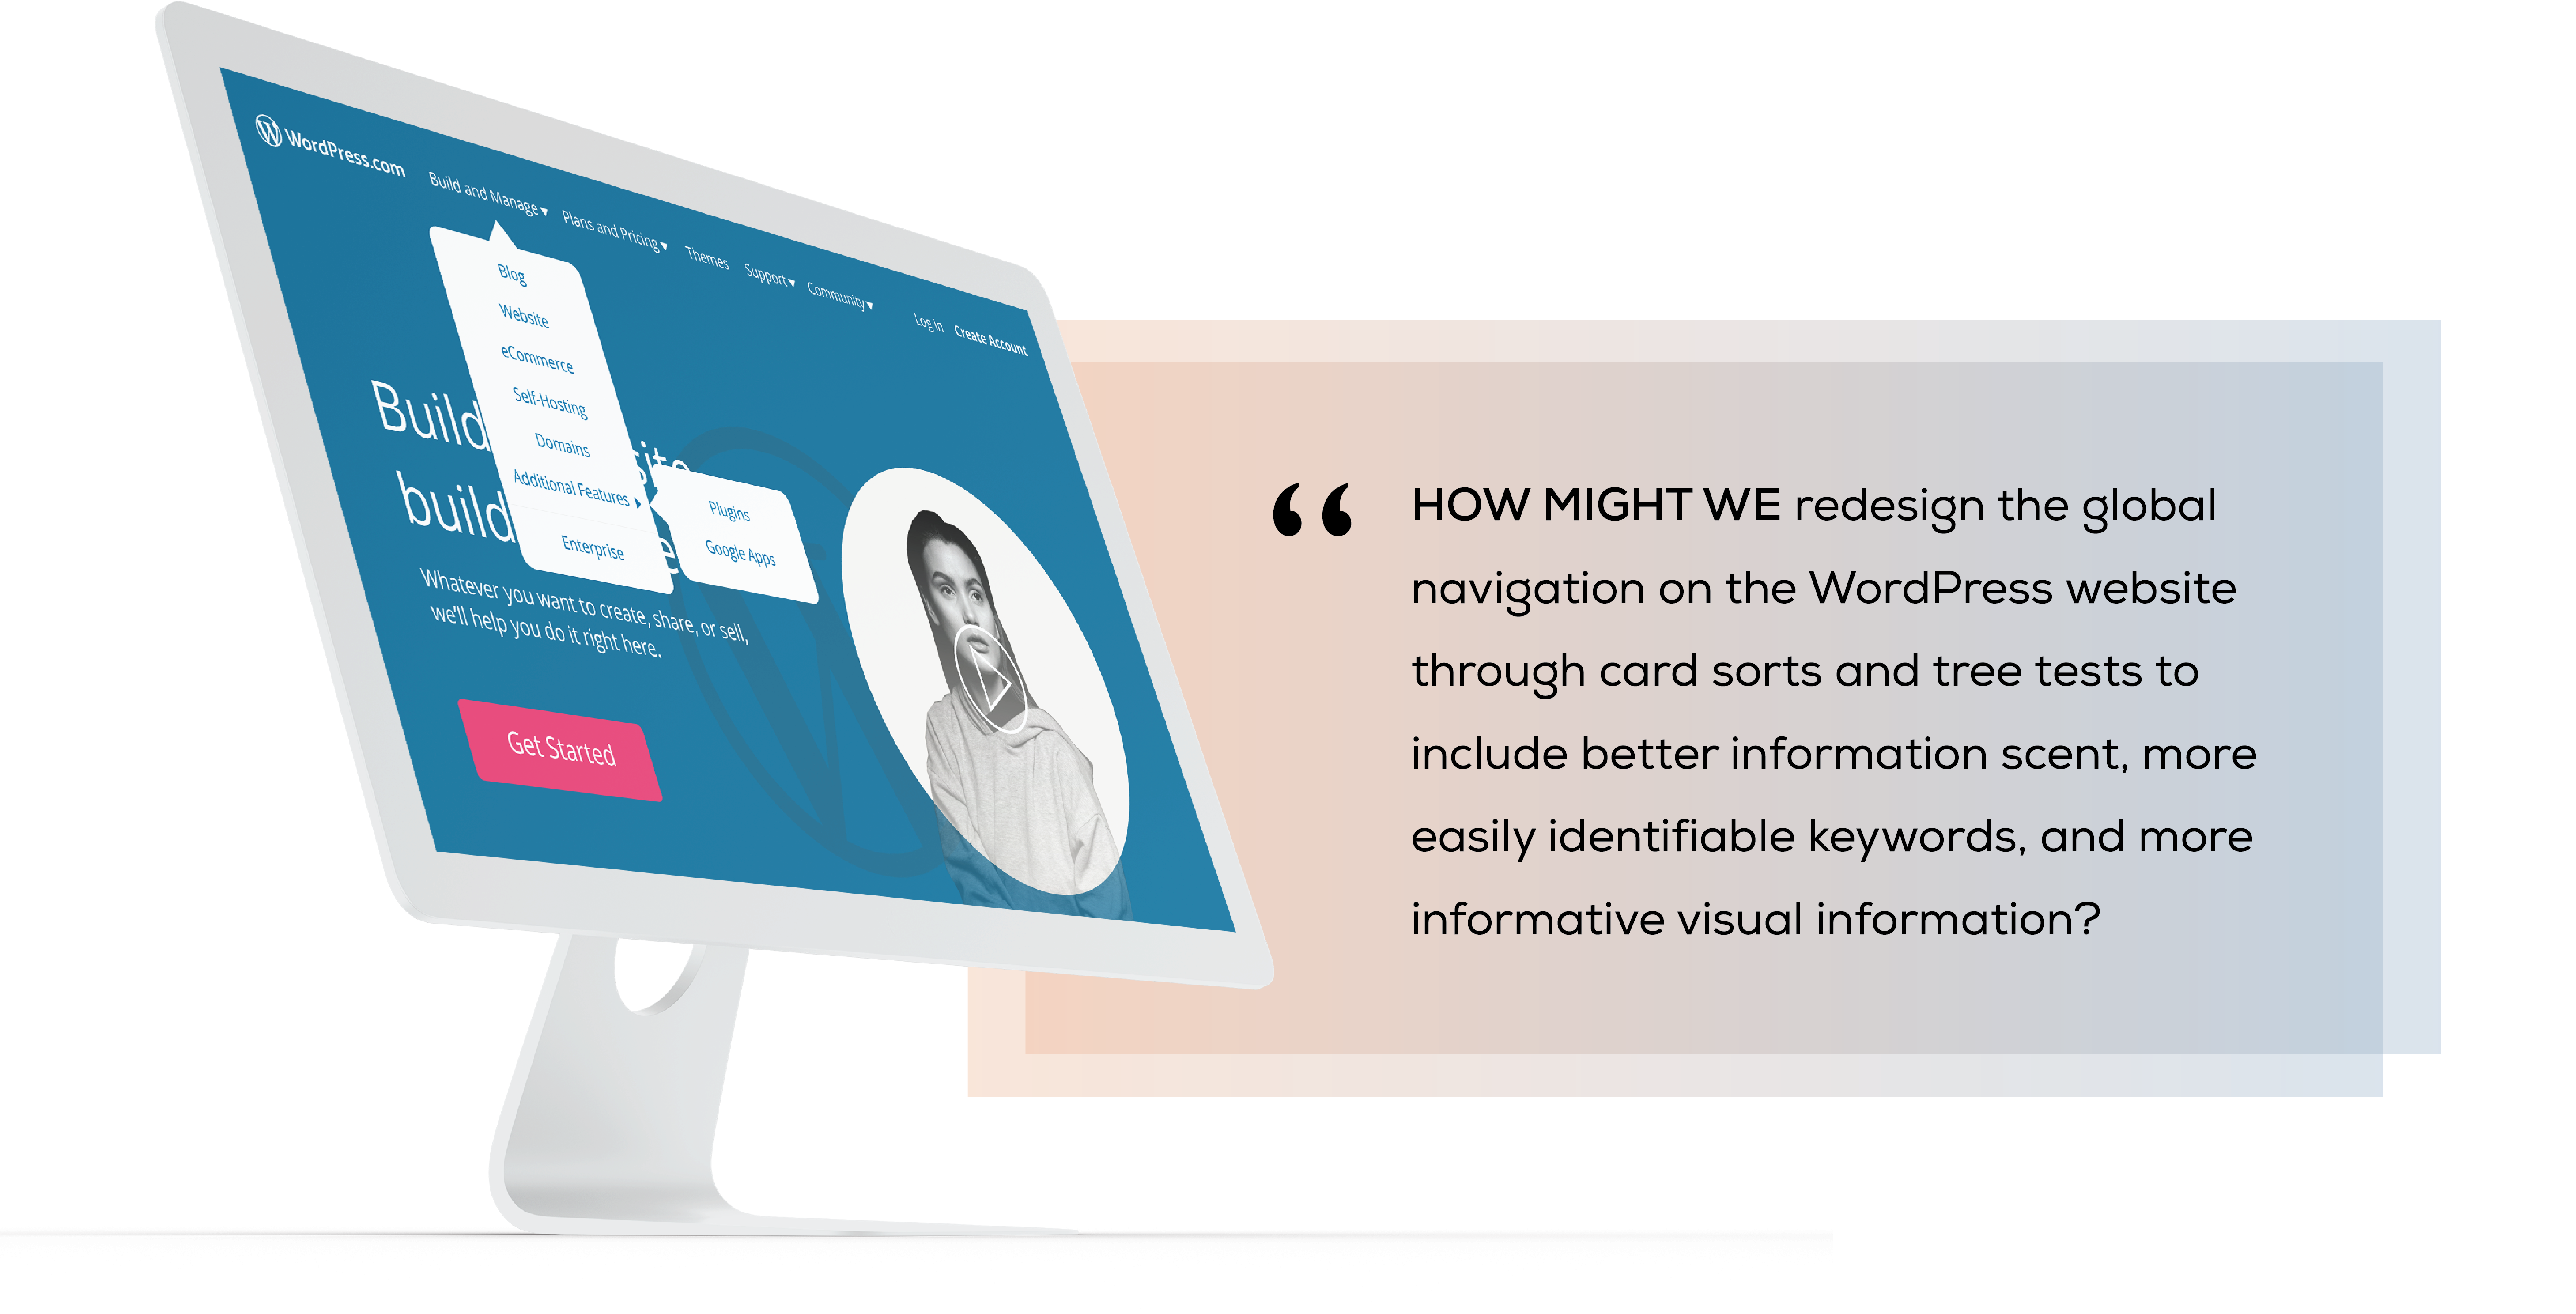 WordPress.com
Build and Manage ▾ Plans and Pricing ▾ Themes Support ▾ Community ▾ Log In Create Account
Blog
Website
eCommerce
Self-Hosting
Domains
Additional Features
Enterprise
Plugins
Google Apps
Build site
build e
Whatever you want to create, share, or sell,
we'll help you do it right here.
Get Started
“ HOW MIGHT WE redesign the global
navigation on the WordPress website
through card sorts and tree tests to
include better information scent, more
easily identifiable keywords, and more
informative visual information?